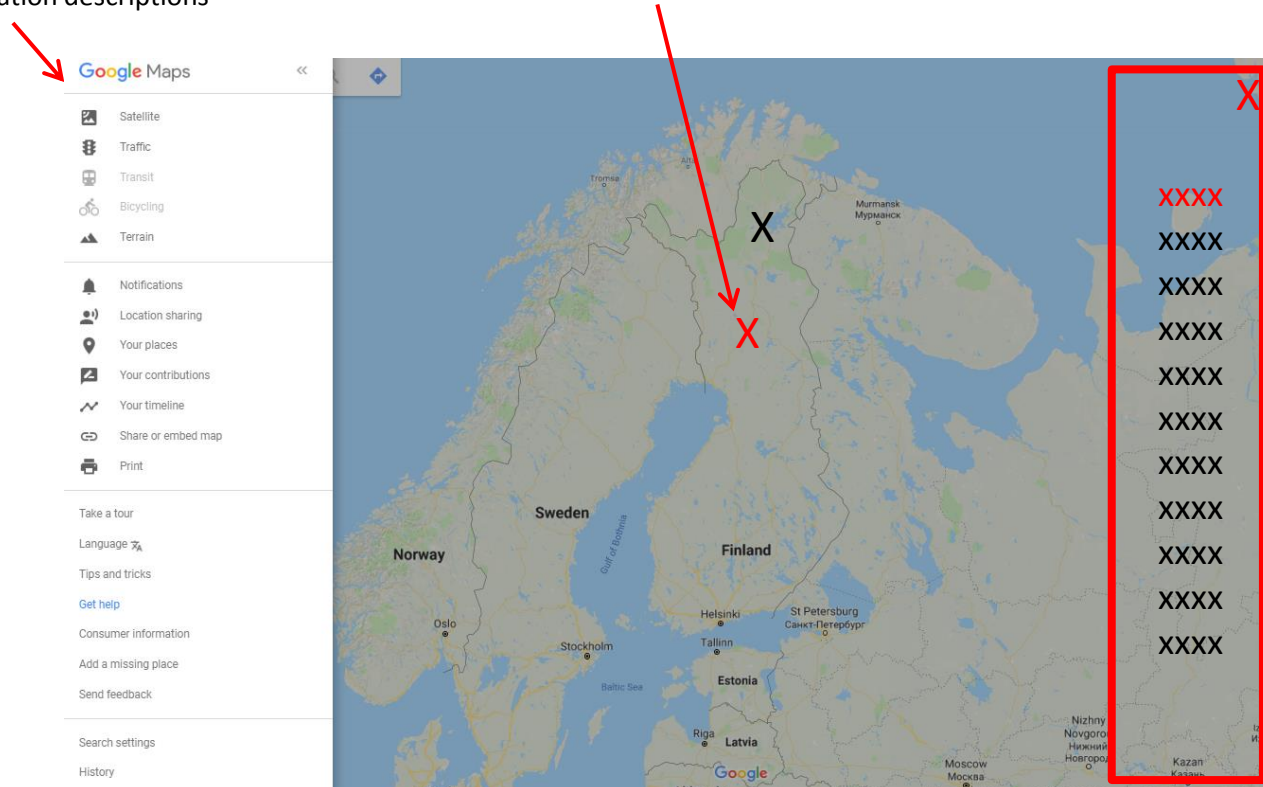 descriptions
Google Maps
Satellite
Traffic
Transit
Bicycling
Terrain
Notifications
Location sharing
Your places
Your contributions
Your timeline
Share or embed map
Print
Take a tour
Language
Tips and tricks
Get help
Consumer information
Add a missing place
Send feedback
Search settings
History
Alta
Tromsø
Murmansk
Мурманск
X
X
Sweden
Gulf of Bothnia
Norway
Finland
Oslo
Helsinki
St Petersburg
Санкт-Петербург
Stockholm
Tallinn
Estonia
Baltic Sea
Riga
Latvia
Google
Moscow
Москва
Nizhny
Нижний
Kazan
Казань
X
XXXX
XXXX
XXXX
XXXX
XXXX
XXXX
XXXX
XXXX
XXXX
XXXX
XXXX